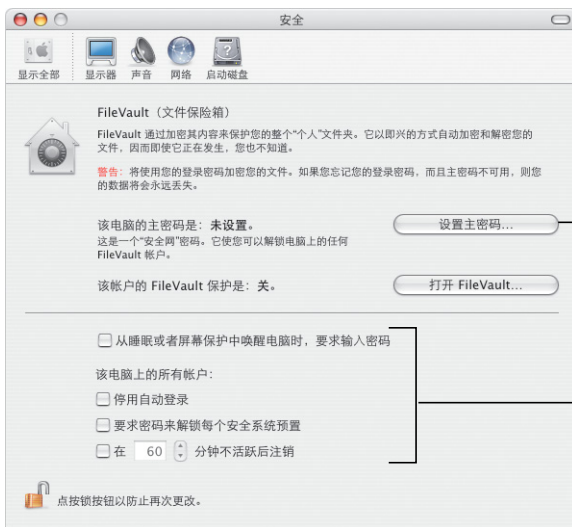 安全
显示全部 显示器 声音 网络 启动磁盘
FileVault（文件保险箱）
FileVault 通过加密其内容来保护您的整个“个人”文件夹。它以即兴的方式自动加密和解密您的
文件，因而即使它正在发生，您也不知道。
警告：将使用您的登录密码加密您的文件。如果您忘记您的登录密码，而且主密码不可用，则您
的数据将会永远丢失。
该电脑的主密码是：未设置。
设置主密码...
这是一个“安全网”密码。它使您可以解锁电脑上的任何
FileVault 帐户。
该帐户的 FileVault 保护是：关。
打开 FileVault...
从睡眠或者屏幕保护中唤醒电脑时，要求输入密码
该电脑上的所有帐户：
停用自动登录
要求密码来解锁每个安全系统预置
在 60 分钟不活跃后注销
点按锁按钮以防止再次更改。